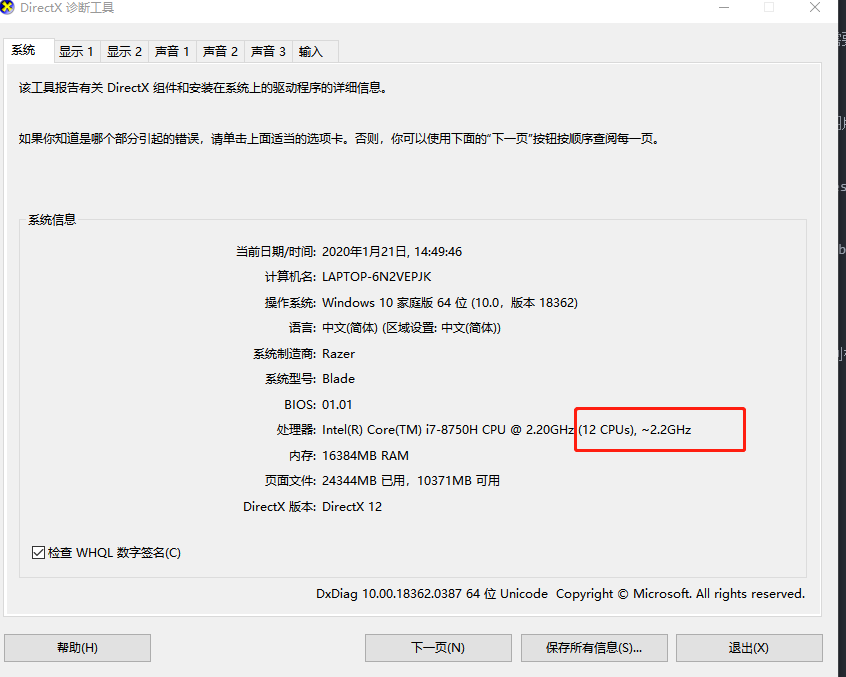 DirectX 诊断工具
系统 显示 1 显示 2 声音 1 声音 2 声音 3 输入
该工具报告有关 DirectX 组件和安装在系统上的驱动程序的详细信息。
如果你知道是哪个部分引起的错误，请单击上面适当的选项卡。否则，你可以使用下面的“下一页”按钮按顺序查阅每一页。
系统信息
当前日期/时间: 2020年1月21日, 14:49:46
计算机名: LAPTOP-6N2VEPJK
操作系统: Windows 10 家庭版 64 位 (10.0，版本 18362)
语言: 中文(简体) (区域设置: 中文(简体))
系统制造商: Razer
系统型号: Blade
BIOS: 01.01
处理器: Intel(R) Core(TM) i7-8750H CPU @ 2.20GHz (12 CPUs), ~2.2GHz
内存: 16384MB RAM
页面文件: 24344MB 已用，10371MB 可用
DirectX 版本: DirectX 12
检查 WHQL 数字签名(C)
DxDiag 10.00.18362.0387 64 位 Unicode Copyright © Microsoft. All rights reserved.
帮助(H) 下一页(N) 保存所有信息(S)... 退出(X)